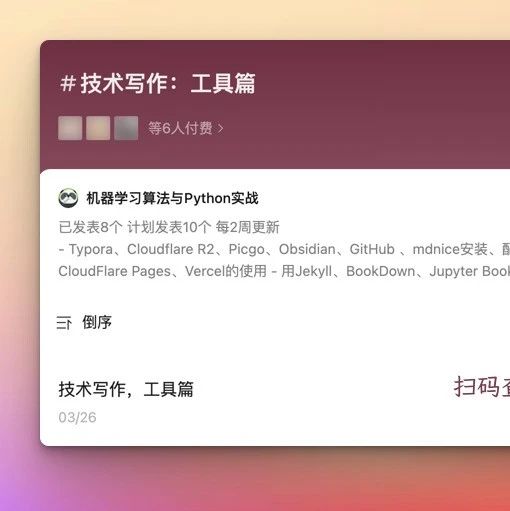 #技术写作：工具篇
等6人付费 >
机器学习算法与Python实战
已发表8个 计划发表10个 每2周更新
- Typora、Cloudflare R2、Picgo、Obsidian、GitHub 、mdnice安装、配
CloudFlare Pages、Vercel的使用 - 用Jekyll、BookDown、Jupyter Book
倒序
技术写作，工具篇
扫码查
03/26